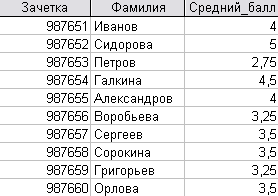 Зачетка Фамилия Средний_балл
987651 Иванов 4
987652 Сидорова 5
987653 Петров 2,75
987654 Галкина 4,5
987655 Александров 4
987656 Воробьева 3,25
987657 Сергеев 3,5
987658 Сорокина 3,5
987659 Григорьев 3,25
987660 Орлова 3,5